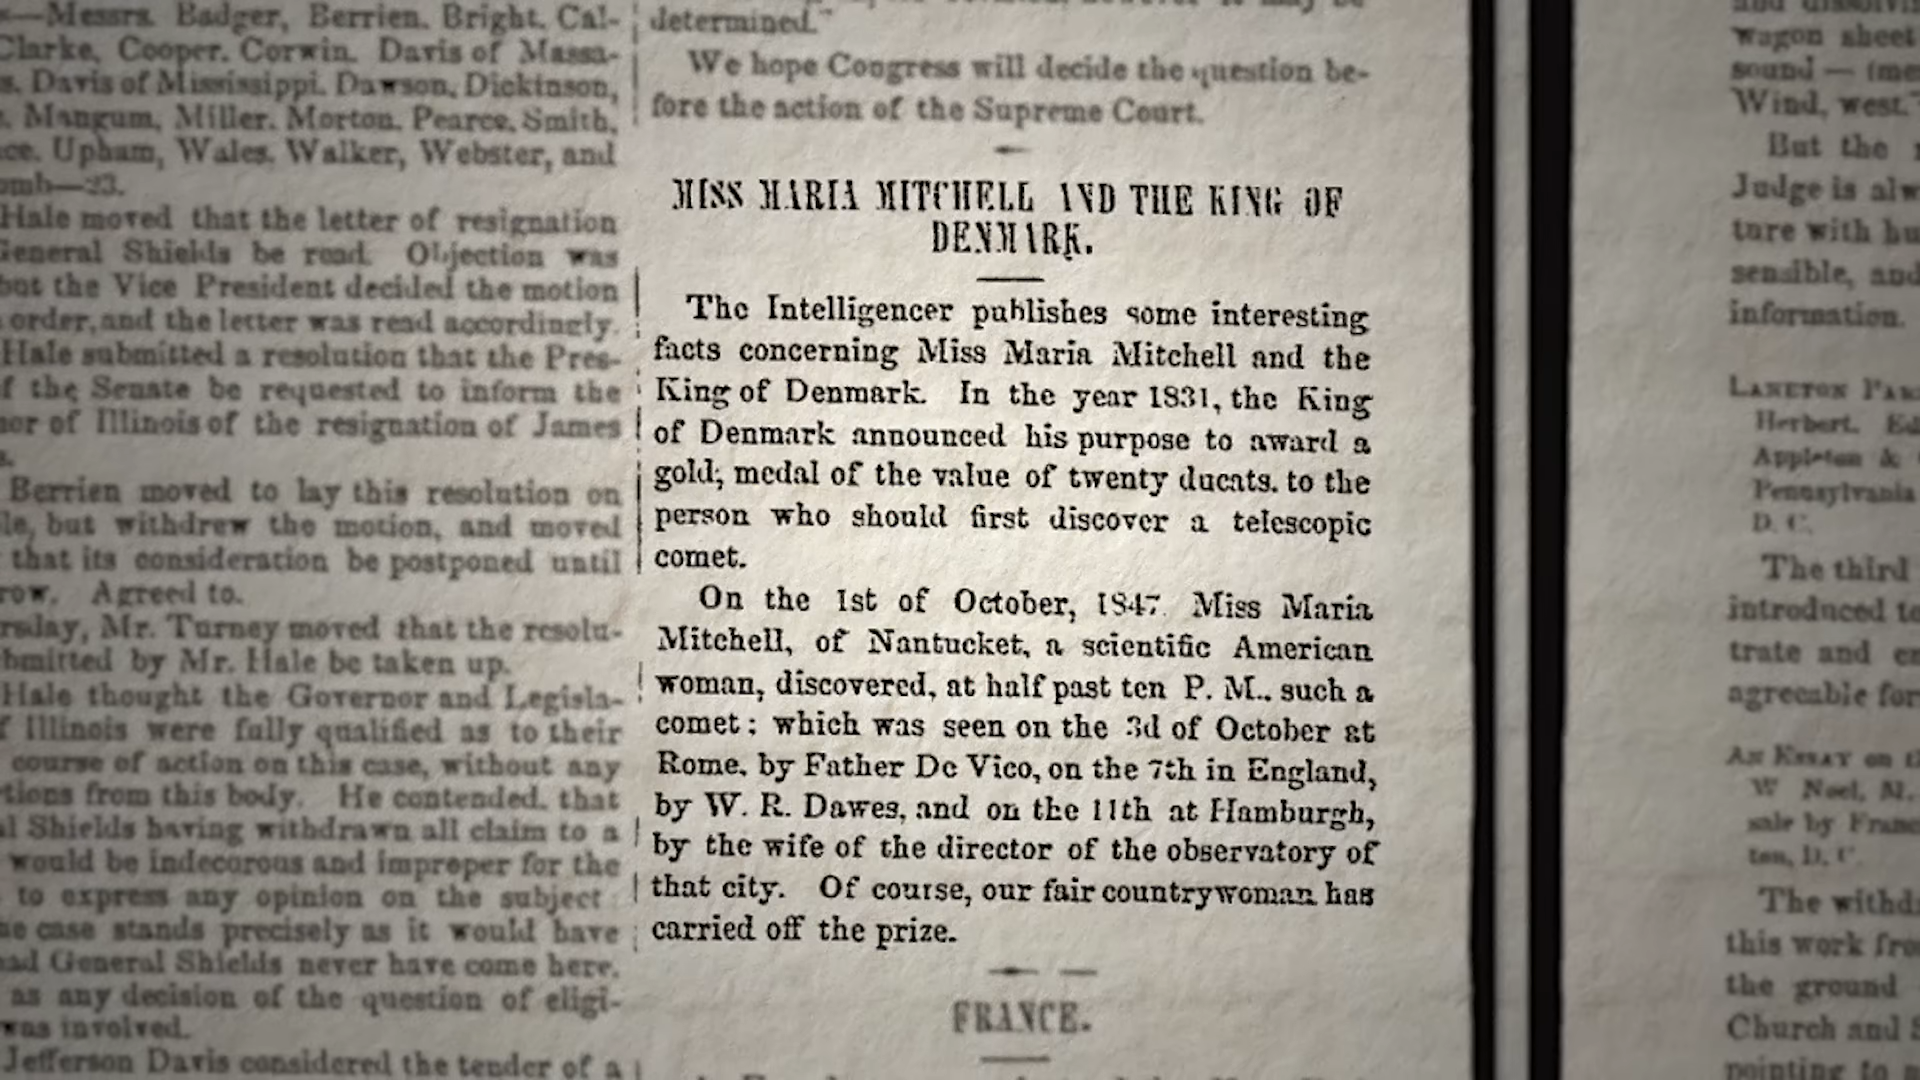 —Messrs. Badger, Berrien, Bright, Cal-
Clarke, Cooper, Corwin, Davis of Massa-
s, Davis of Mississippi, Dawson, Dickinson,
Mangum, Miller, Morton, Pearce, Smith,
Upham, Wales, Walker, Webster, and
omb—23.
Hale moved that the letter of resignation
General Shields be read. Objection was
but the Vice President decided the motion
order, and the letter was read accordingly.
Hale submitted a resolution that the Pres-
f the Senate be requested to inform the
nor of Illinois of the resignation of James
s.
Berrien moved to lay this resolution on
le, but withdrew the motion, and moved
that its consideration be postponed until
row. Agreed to.
rsday, Mr. Turney moved that the resolu-
bmitted by Mr. Hale be taken up.
Hale thought the Governor and Legisla-
f Illinois were fully qualified as to their
course of action on this case, without any
tions from this body. He contended, that
al Shields having withdrawn all claim to a
would be indecorous and improper for the
to express any opinion on the subject
he case stands precisely as it would have
had General Shields never have come here.
as any decision of the question of eligi-
was involved.
Jefferson Davis considered the tender of a
determined."
We hope Congress will decide the question be-
fore the action of the Supreme Court.
MISS MARIA MITCHELL AND THE KING OF
DENMARK.
The Intelligencer publishes some interesting
facts concerning Miss Maria Mitchell and the
King of Denmark. In the year 1831, the King
of Denmark announced his purpose to award a
gold; medal of the value of twenty ducats. to the
person who should first discover a telescopic
comet.
On the 1st of October, 1847. Miss Maria
Mitchell, of Nantucket, a scientific American
woman, discovered, at half past ten P. M., such a
comet; which was seen on the 3d of October at
Rome, by Father De Vico, on the 7th in England,
by W. R. Dawes, and on the 11th at Hamburgh,
by the wife of the director of the observatory of
that city. Of course, our fair countrywoman has
carried off the prize.
FRANCE.
wagon sheet
sound — (me
Wind, west."
But the
Judge is alw
ture with hu
sensible, and
information.
LANETON PAR
Herbert. Ed
Appleton &
Pennsylvania
D. C.
The third
introduced to
trate and en
agreeable for
AN ESSAY on th
W Noel, M.
sale by Franc
ton, D. C.
The withd
this work fro
the ground
Church and S
pointing to